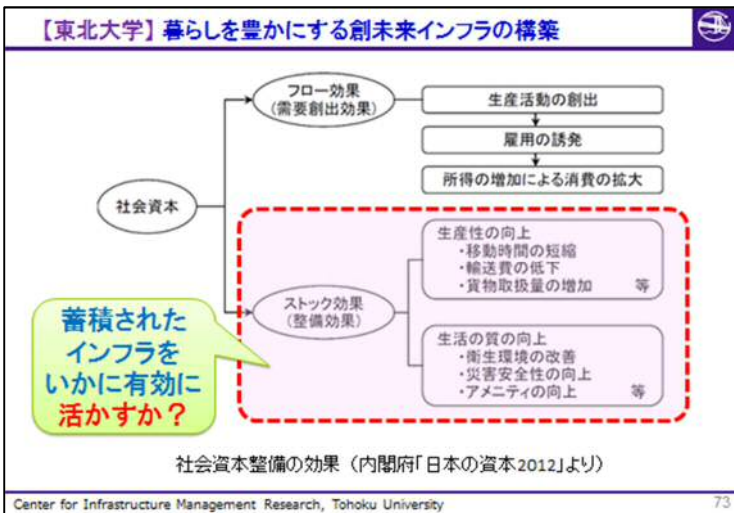 【東北大学】暮らしを豊かにする創未来インフラの構築
フロー効果
(需要創出効果)
生産活動の創出
雇用の誘発
所得の増加による消費の拡大
社会資本
生産性の向上
・移動時間の短縮
・輸送費の低下
・貨物取扱量の増加 等
ストック効果
(整備効果)
生活の質の向上
・衛生環境の改善
・災害安全性の向上
・アメニティの向上 等
蓄積された
インフラを
いかに有効に
活かすか？
社会資本整備の効果（内閣府「日本の資本2012」より）
Center for Infrastructure Management Research, Tohoku University
73